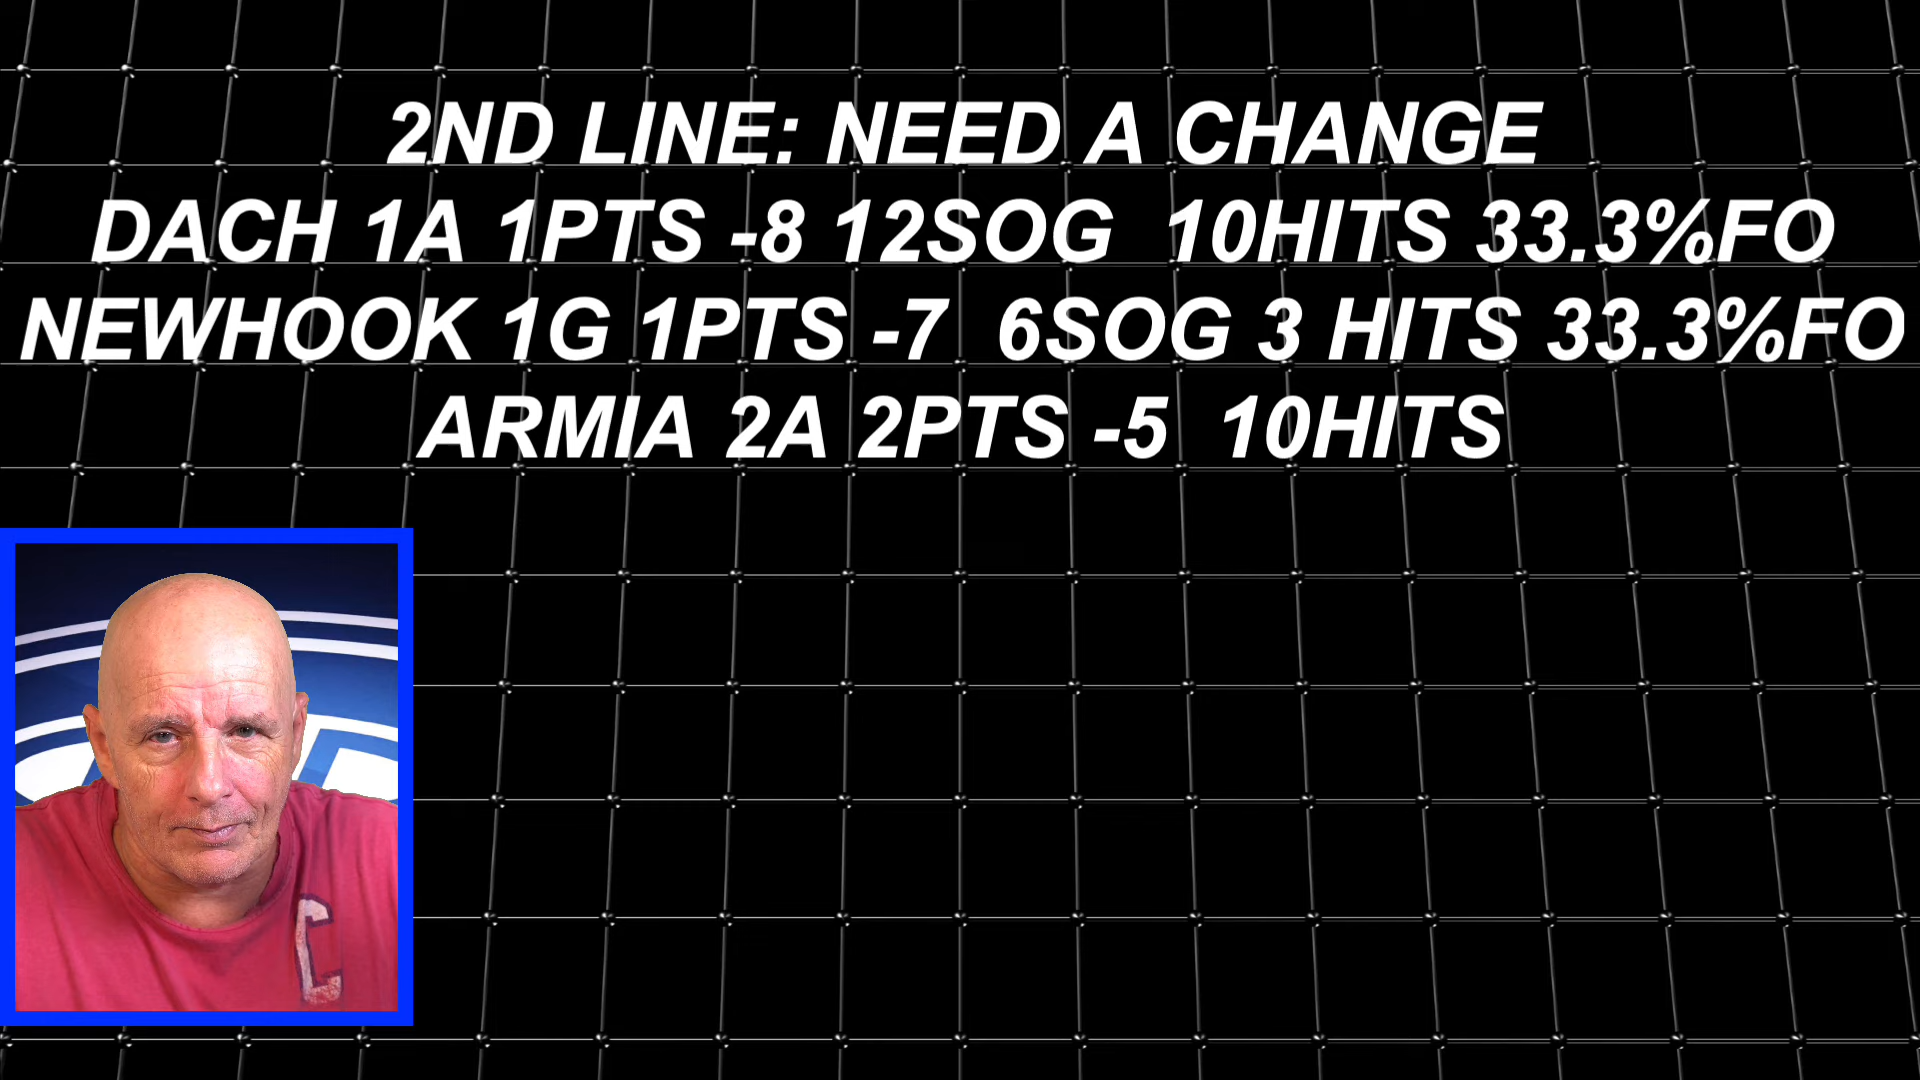 2ND LINE: NEED A CHANGE
DACH 1A 1PTS -8 12SOG 10HITS 33.3%FO
NEWHOOK 1G 1PTS -7 6SOG 3 HITS 33.3%FO
ARMIA 2A 2PTS -5 10HITS
C